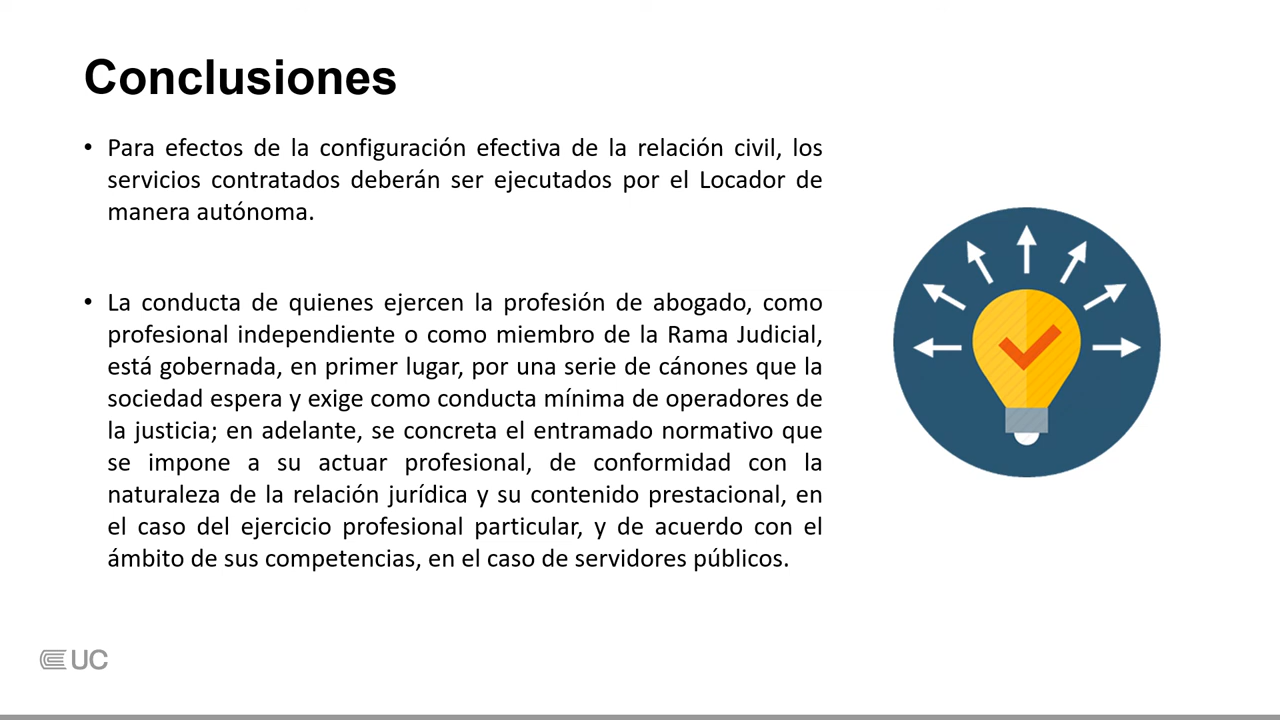 Conclusiones
• Para efectos de la configuración efectiva de la relación civil, los
servicios contratados deberán ser ejecutados por el Locador de
manera autónoma.
• La conducta de quienes ejercen la profesión de abogado, como
profesional independiente o como miembro de la Rama Judicial,
está gobernada, en primer lugar, por una serie de cánones que la
sociedad espera y exige como conducta mínima de operadores de
la justicia; en adelante, se concreta el entramado normativo que
se impone a su actuar profesional, de conformidad con la
naturaleza de la relación jurídica y su contenido prestacional, en
el caso del ejercicio profesional particular, y de acuerdo con el
ámbito de sus competencias, en el caso de servidores públicos.
UC